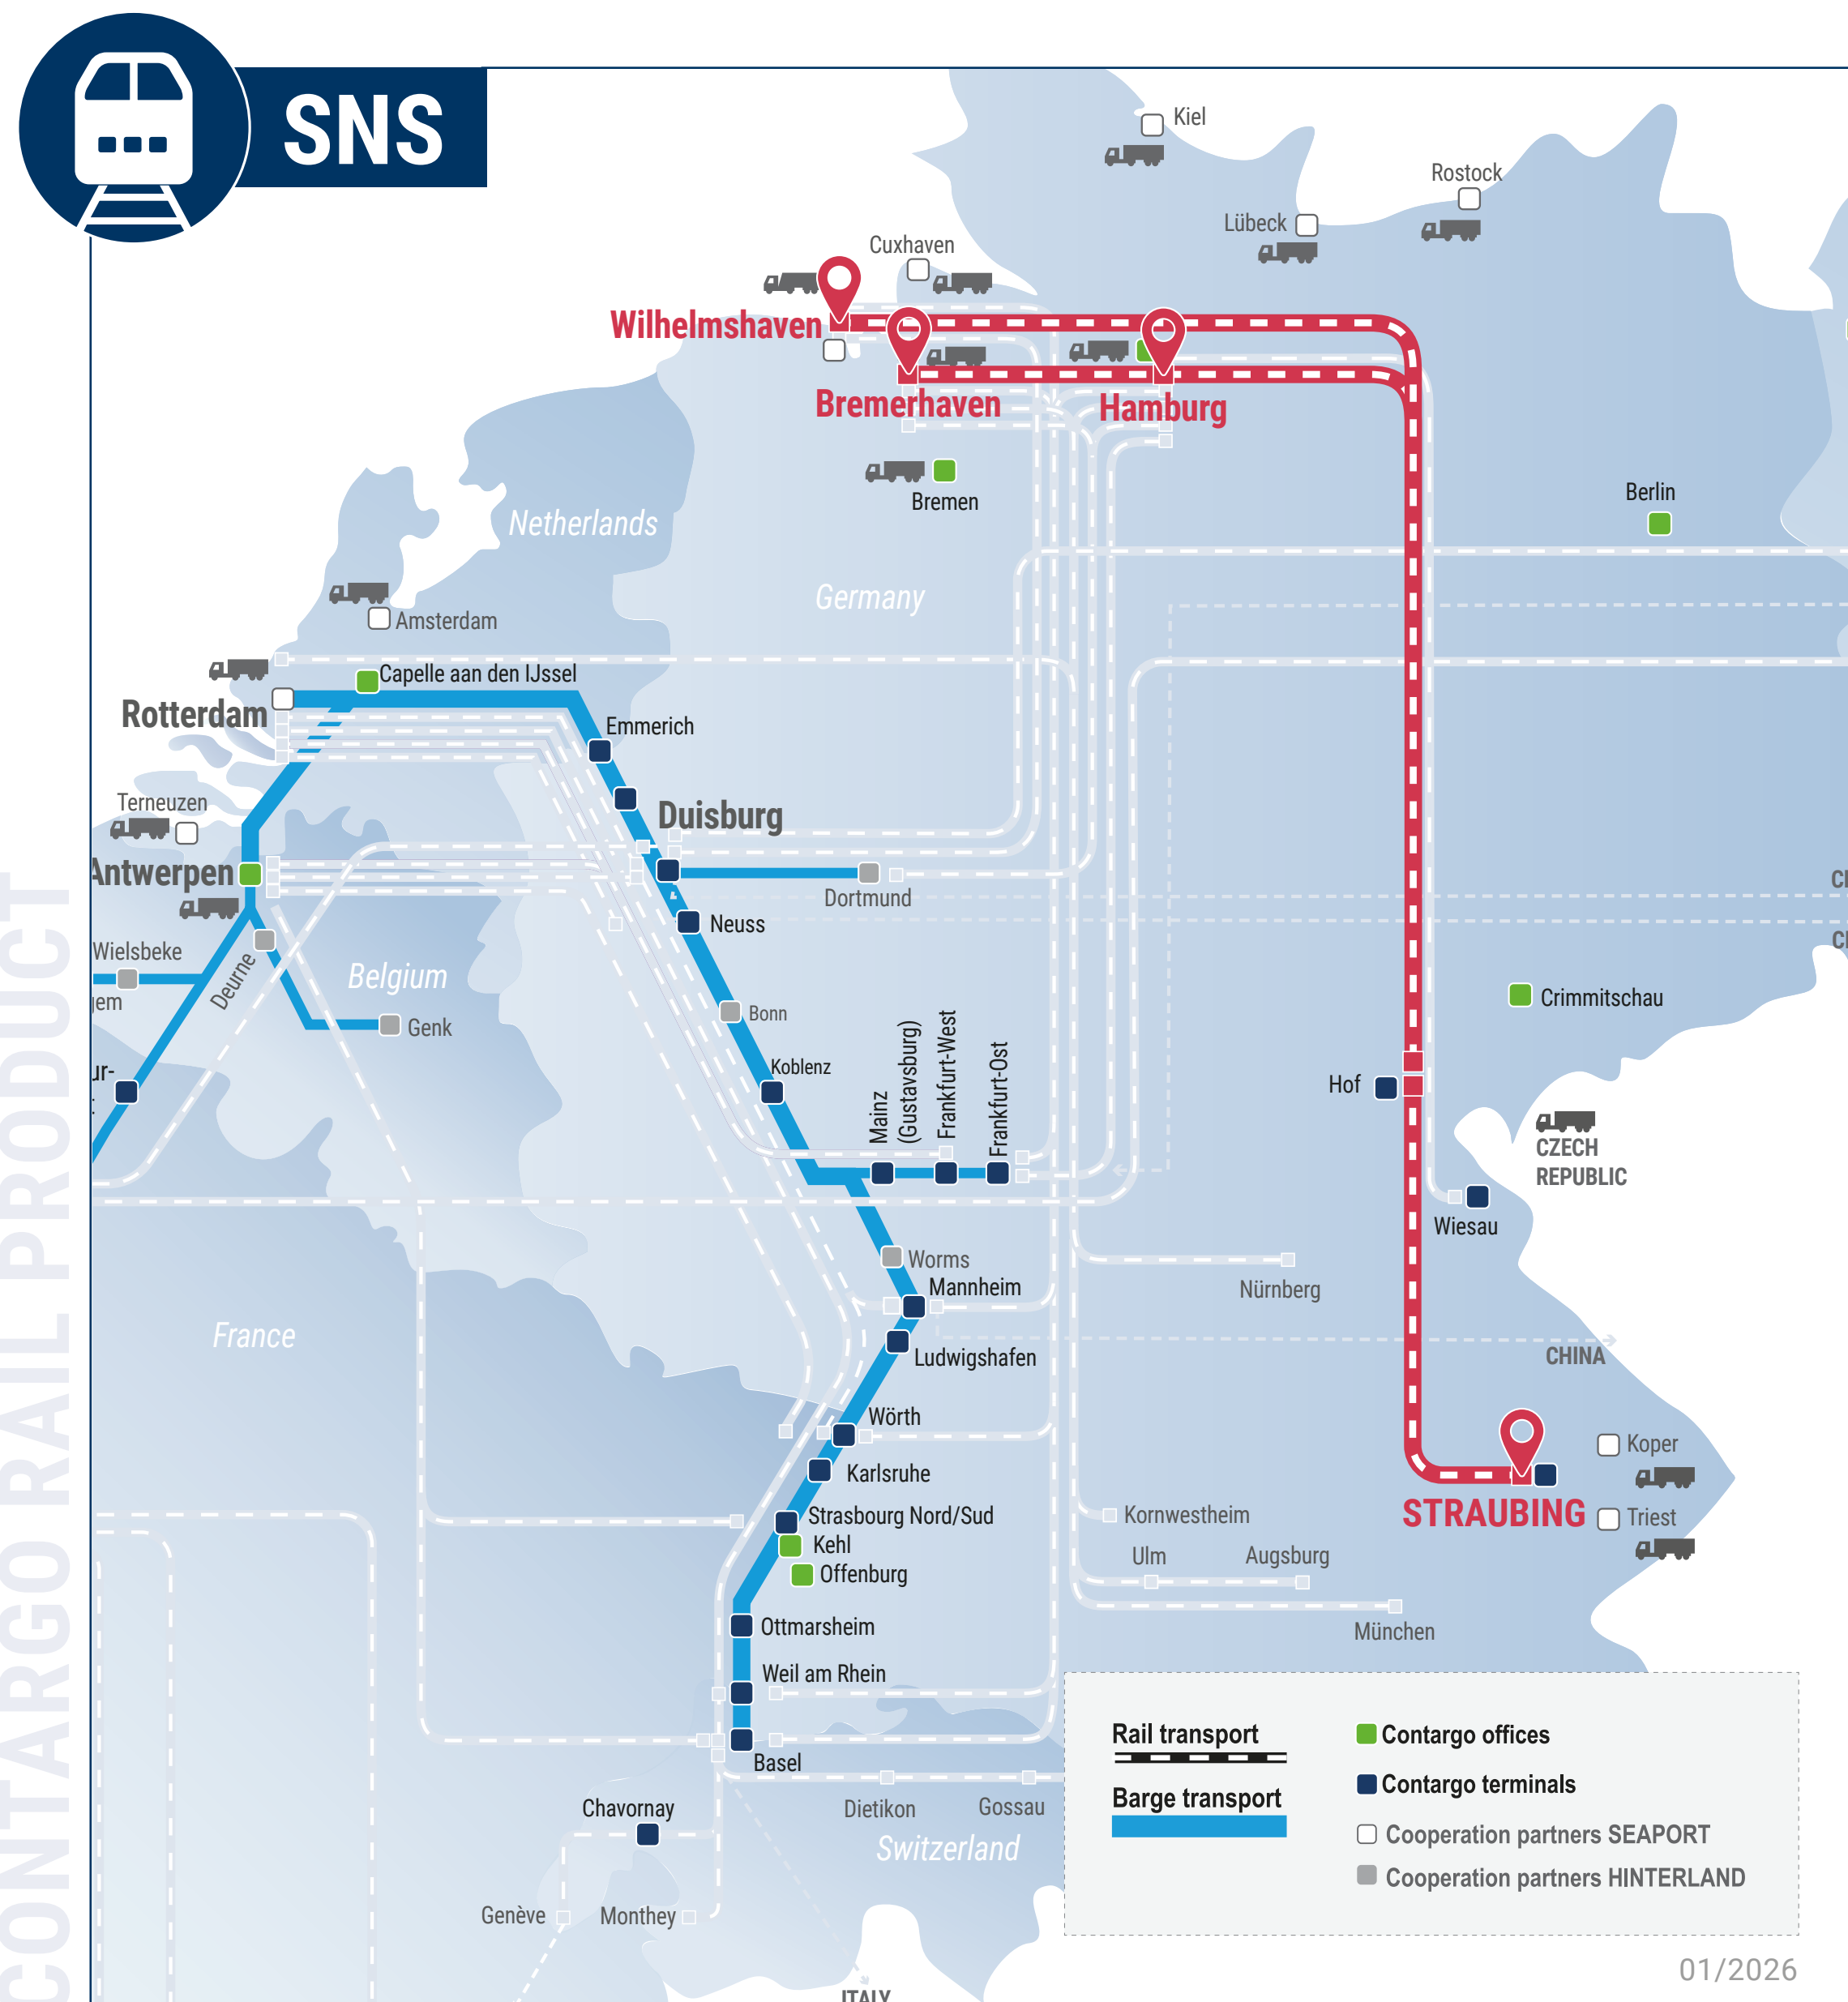 SNS
Kiel
Rostock
Lübeck
Cuxhaven
Wilhelmshaven
Bremerhaven
Hamburg
Bremen
Berlin
Netherlands
Germany
Amsterdam
Capelle aan den IJssel
Rotterdam
Emmerich
Terneuzen
Duisburg
Antwerpen
Dortmund
Neuss
Wielsbeke
Deurne
Belgium
Genk
Bonn
Koblenz
Mainz
(Gustavsburg)
Frankfurt-West
Frankfurt-Ost
Crimmitschau
Hof
CZECH
REPUBLIC
Wiesau
Worms
Nürnberg
Mannheim
France
Ludwigshafen
CHINA
Wörth
Karlsruhe
Koper
STRAUBING
Triest
Strasbourg Nord/Sud
Kehl
Offenburg
Kornwestheim
Ulm
Augsburg
München
Ottmarsheim
Weil am Rhein
Basel
Chavornay
Dietikon
Gossau
Switzerland
Genève
Monthey
ITALY
Rail transport
Barge transport
Contargo offices
Contargo terminals
Cooperation partners SEAPORT
Cooperation partners HINTERLAND
01/2026
CONTARGO RAIL PRODUCT